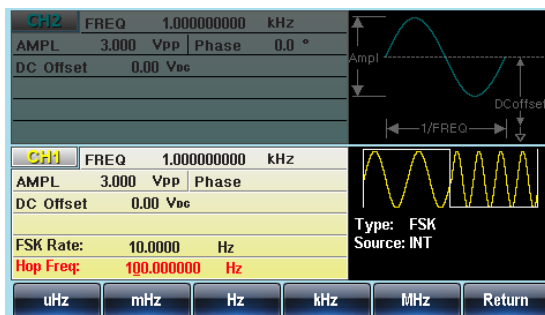 CH2 FREQ 1.000000000 kHz
AMPL 3.000 Vpp Phase 0.0 °
DC Offset 0.00 VDC
Ampl
DCoffset
1/FREQ
CH1 FREQ 1.000000000 kHz
AMPL 3.000 Vpp Phase
DC Offset 0.00 VDC
FSK Rate: 10.0000 Hz
Hop Freq: 100.000000 Hz
Type: FSK
Source: INT
uHz mHz Hz kHz MHz Return